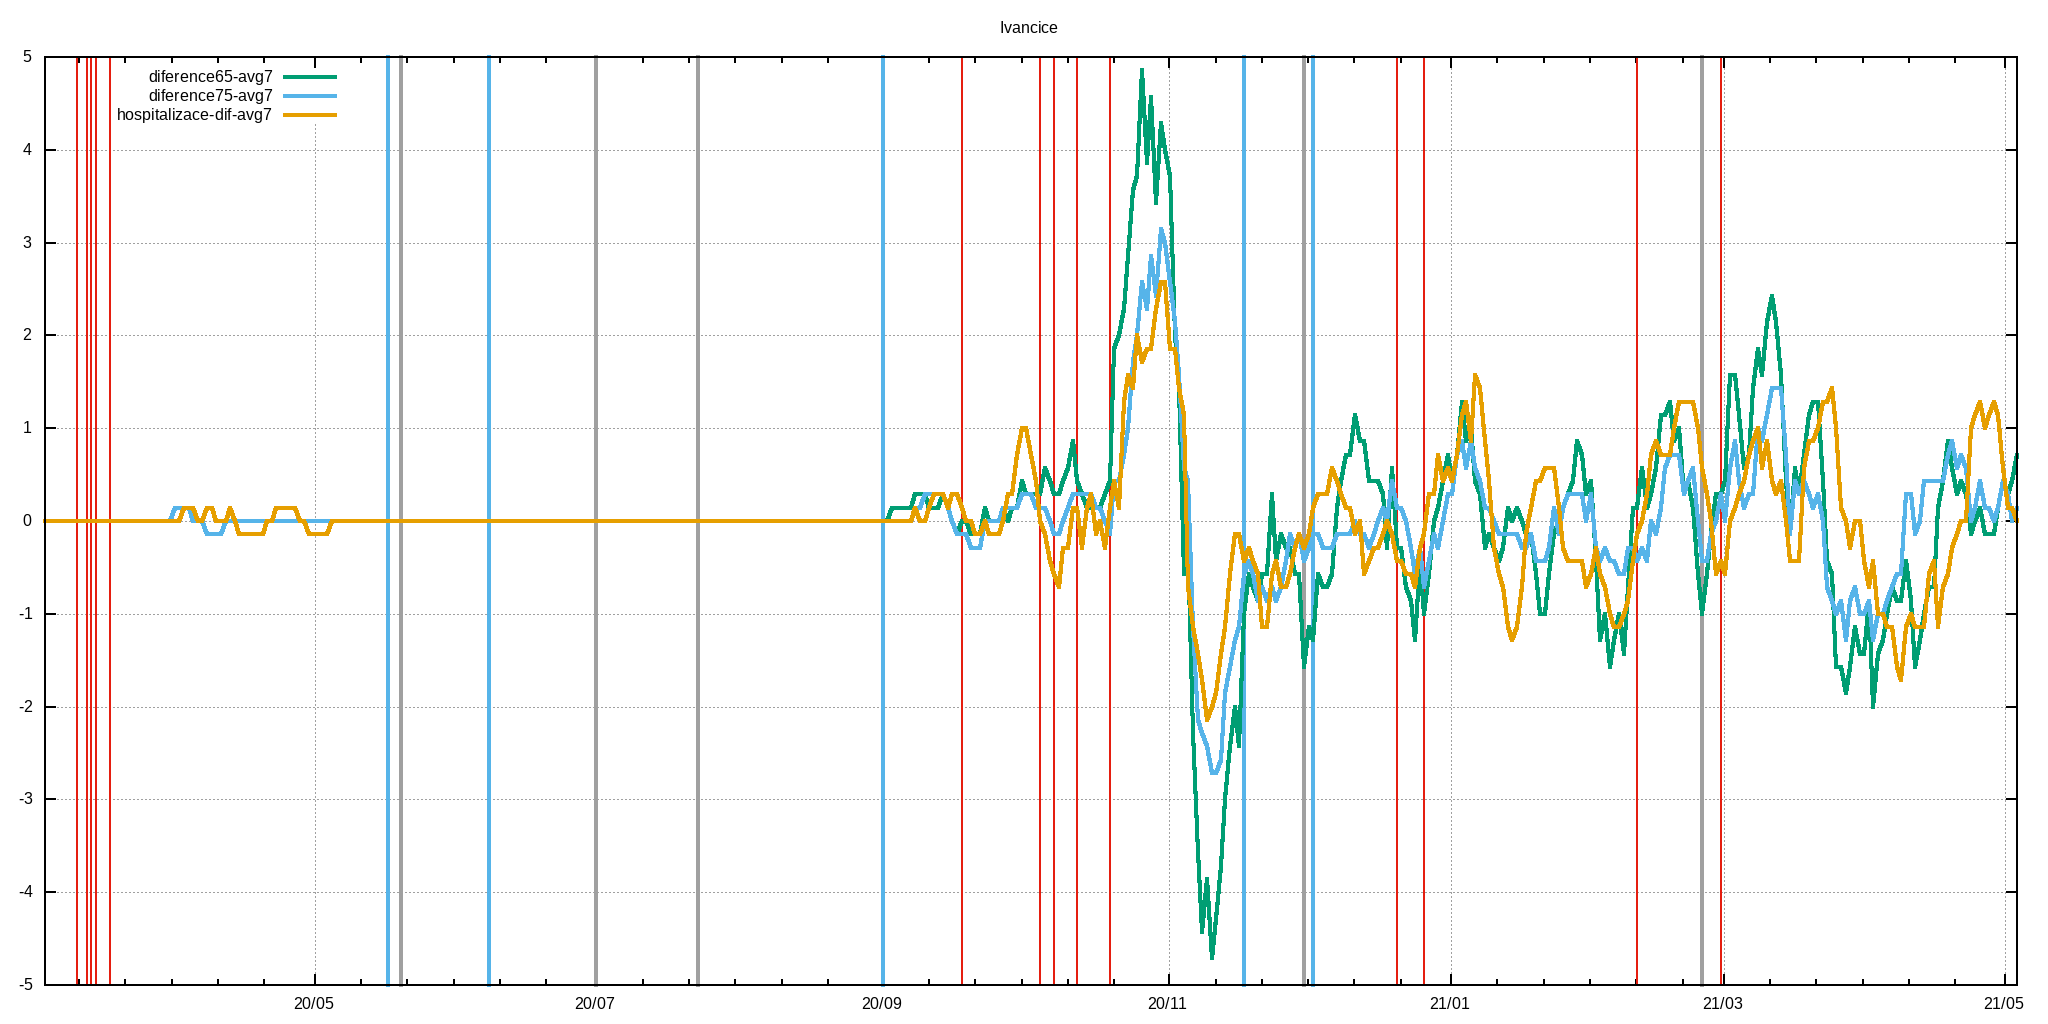 Ivancice
diference65-avg7
diference75-avg7
hospitalizace-dif-avg7
5
4
3
2
1
0
-1
-2
-3
-4
-5
20/05 20/07 20/09 20/11 21/01 21/03 21/05